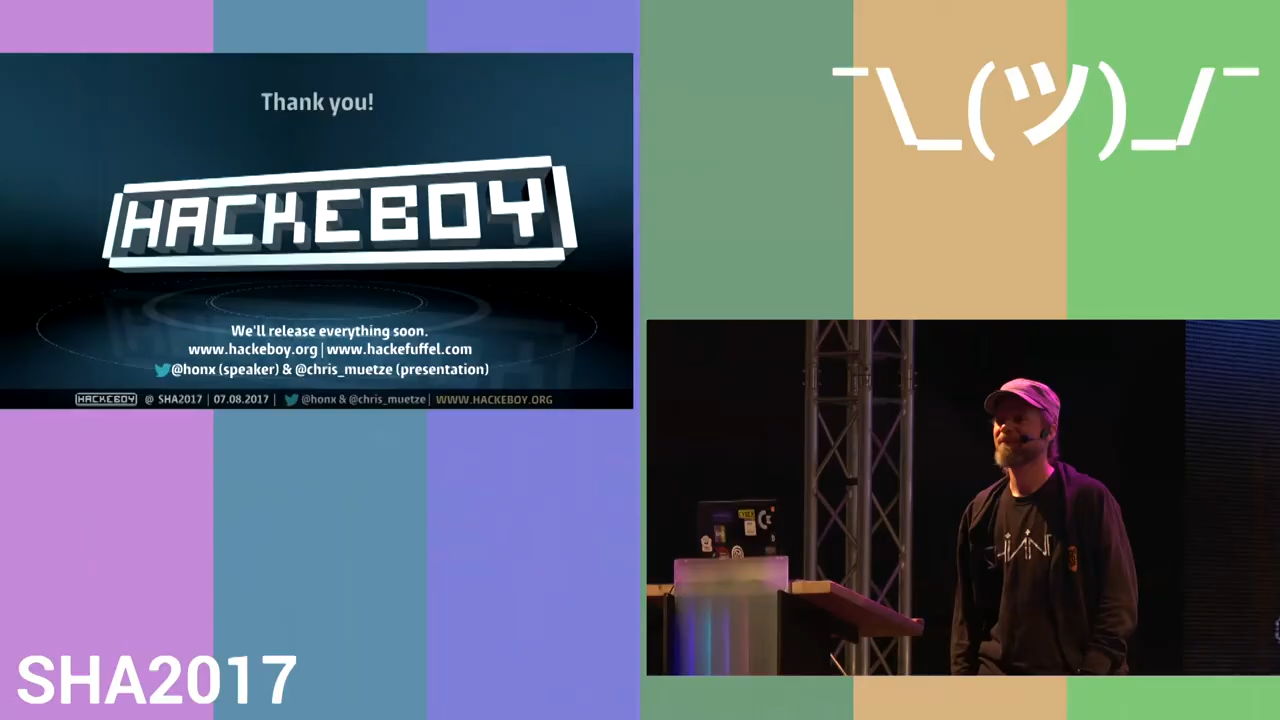 Thank you!
HACKEBOY
We'll release everything soon.
www.hackeboy.org | www.hackefuffel.com
@honx (speaker) & @chris_muetze (presentation)
HACKEBOY @ SHA2017 | 07.08.2017 | @honx & @chris_muetze | WWW.HACKEBOY.ORG
¯\_(ツ)_/¯
CYBER
SHA2017